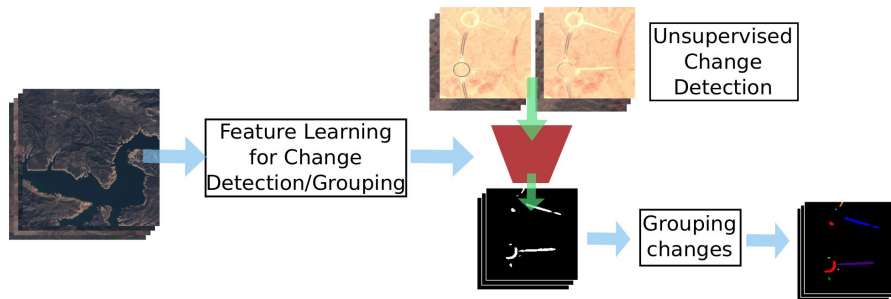 Unsupervised
Change
Detection
Feature Learning
for Change
Detection/Grouping
Grouping
changes